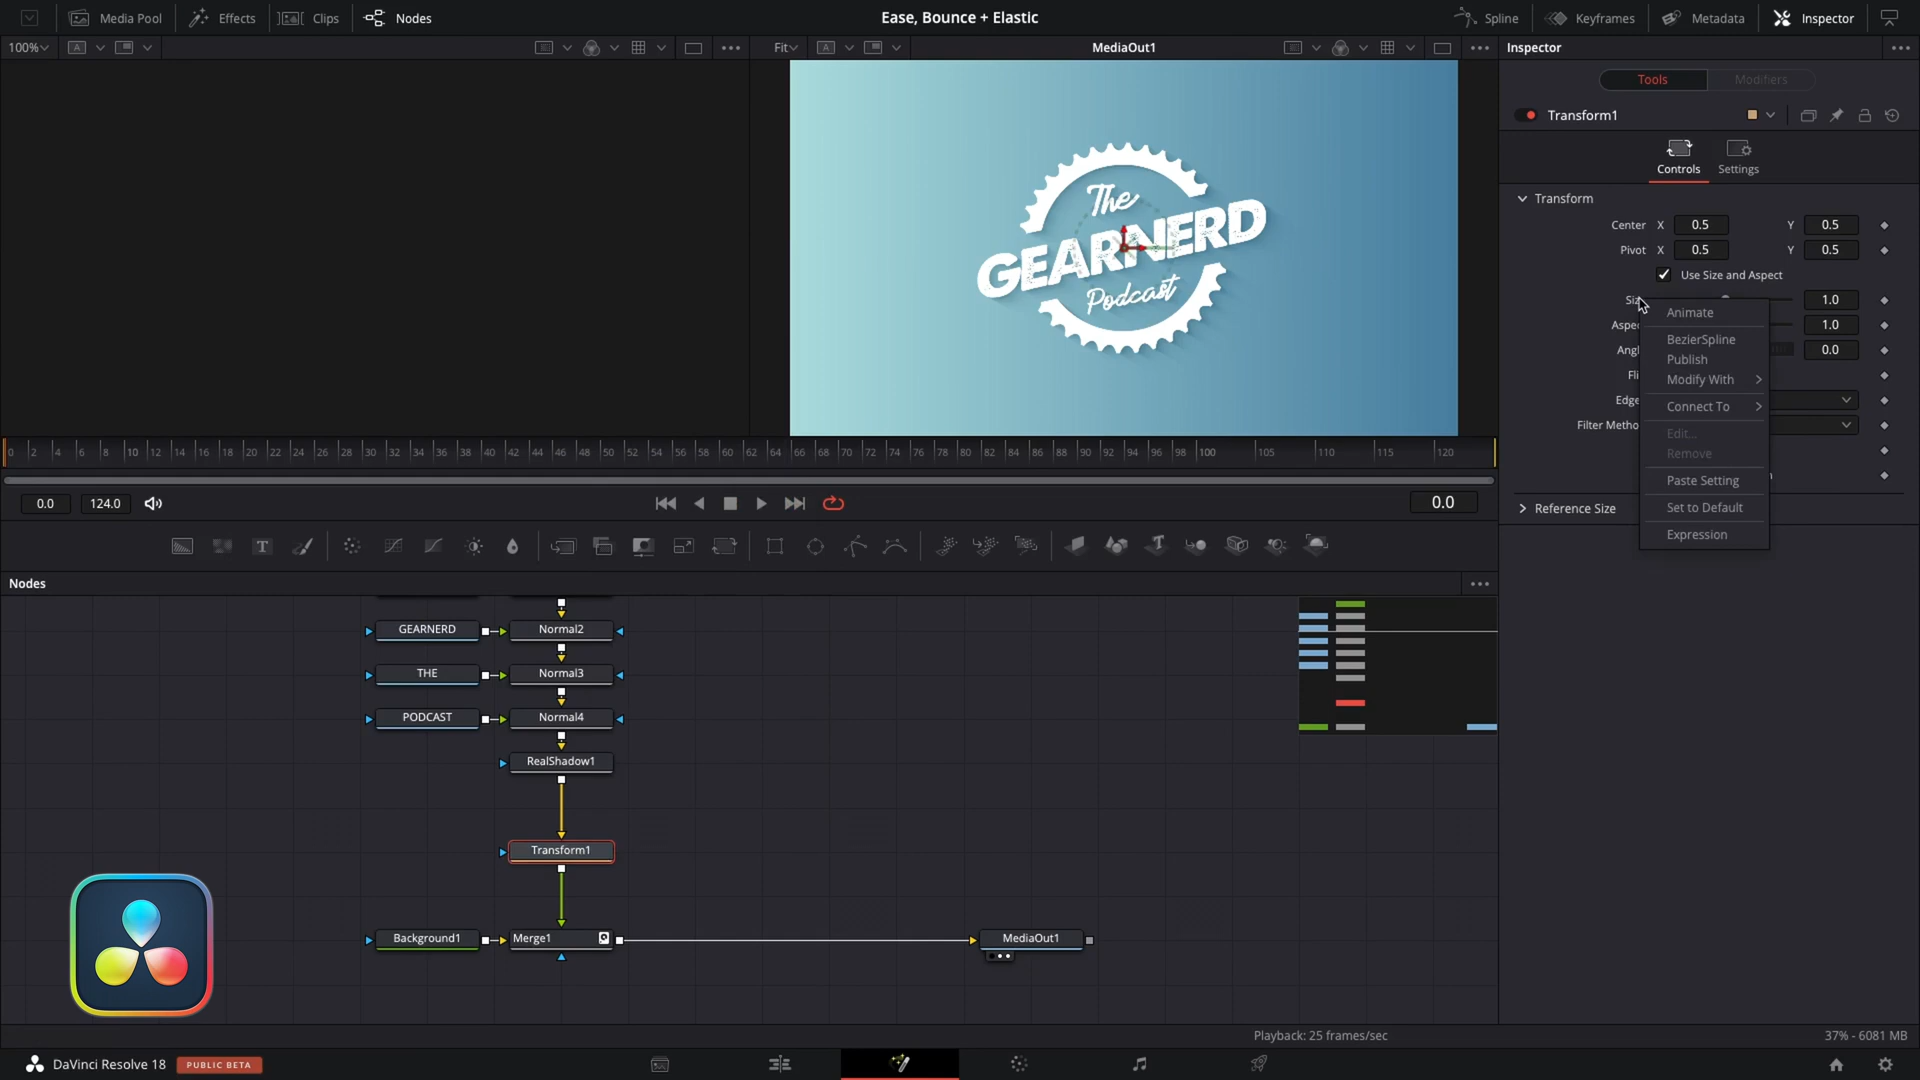 Media Pool
Effects
Clips
Nodes
Ease, Bounce + Elastic
Spline
Keyframes
Metadata
Inspector
100%
A
Fit
A
MediaOut1
Inspector
The
GEARNERD
Podcast
Tools
Modifiers
Transform1
Controls
Settings
Transform
Center X 0.5 Y 0.5
Pivot X 0.5 Y 0.5
Use Size and Aspect
1.0
1.0
0.0
Edge
Animate
BezierSpline
Publish
Modify With
Connect To
Edit...
Remove
Paste Setting
Set to Default
Expression
Reference Size
0 2 4 6 8 10 12 14 16 18 20 22 24 26 28 30 32 34 36 38 40 42 44 46 48 50 52 54 56 58 60 62 64 66 68 70 72 74 76 78 80 82 84 86 88 90 92 94 96 98 100 105 110 115 120
0.0
124.0
0.0
T
Nodes
GEARNERD
Normal2
THE
Normal3
PODCAST
Normal4
RealShadow1
Transform1
Background1
Merge1
MediaOut1
Playback: 25 frames/sec
37% - 6081 MB
DaVinci Resolve 18
PUBLIC BETA